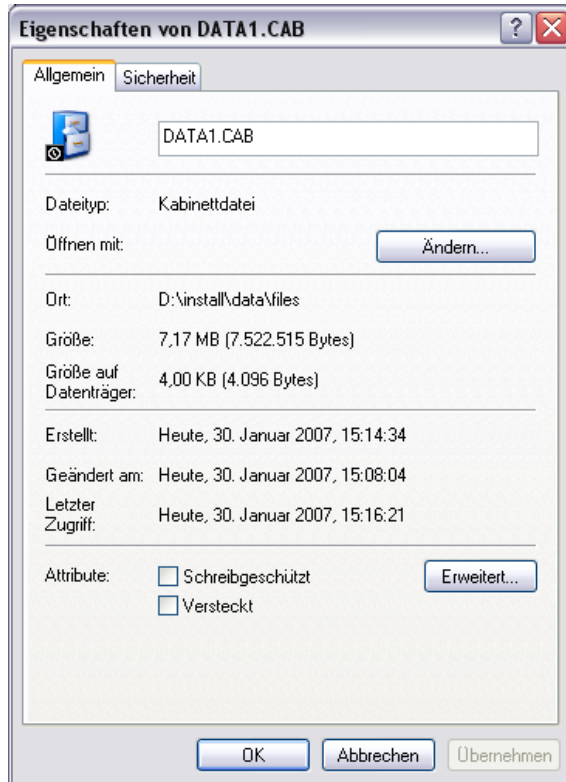 Eigenschaften von DATA1.CAB
Allgemein Sicherheit
DATA1.CAB
Dateityp: Kabinettdatei
Öffnen mit: Ändern...
Ort: D:\install\data\files
Größe: 7,17 MB (7.522.515 Bytes)
Größe auf
Datenträger: 4,00 KB (4.096 Bytes)
Erstellt: Heute, 30. Januar 2007, 15:14:34
Geändert am: Heute, 30. Januar 2007, 15:08:04
Letzter
Zugriff: Heute, 30. Januar 2007, 15:16:21
Attribute: Schreibgeschützt Erweitert...
Versteckt
OK Abbrechen Übernehmen